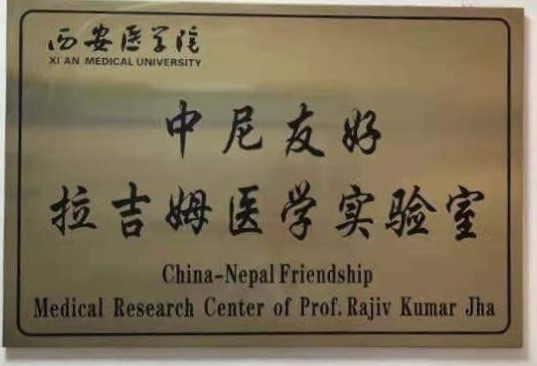 西安医学院
XI AN MEDICAL UNIVERSITY
中尼友好
拉吉姆医学实验室
China-Nepal Friendship
Medical Research Center of Prof. Rajiv Kumar Jha